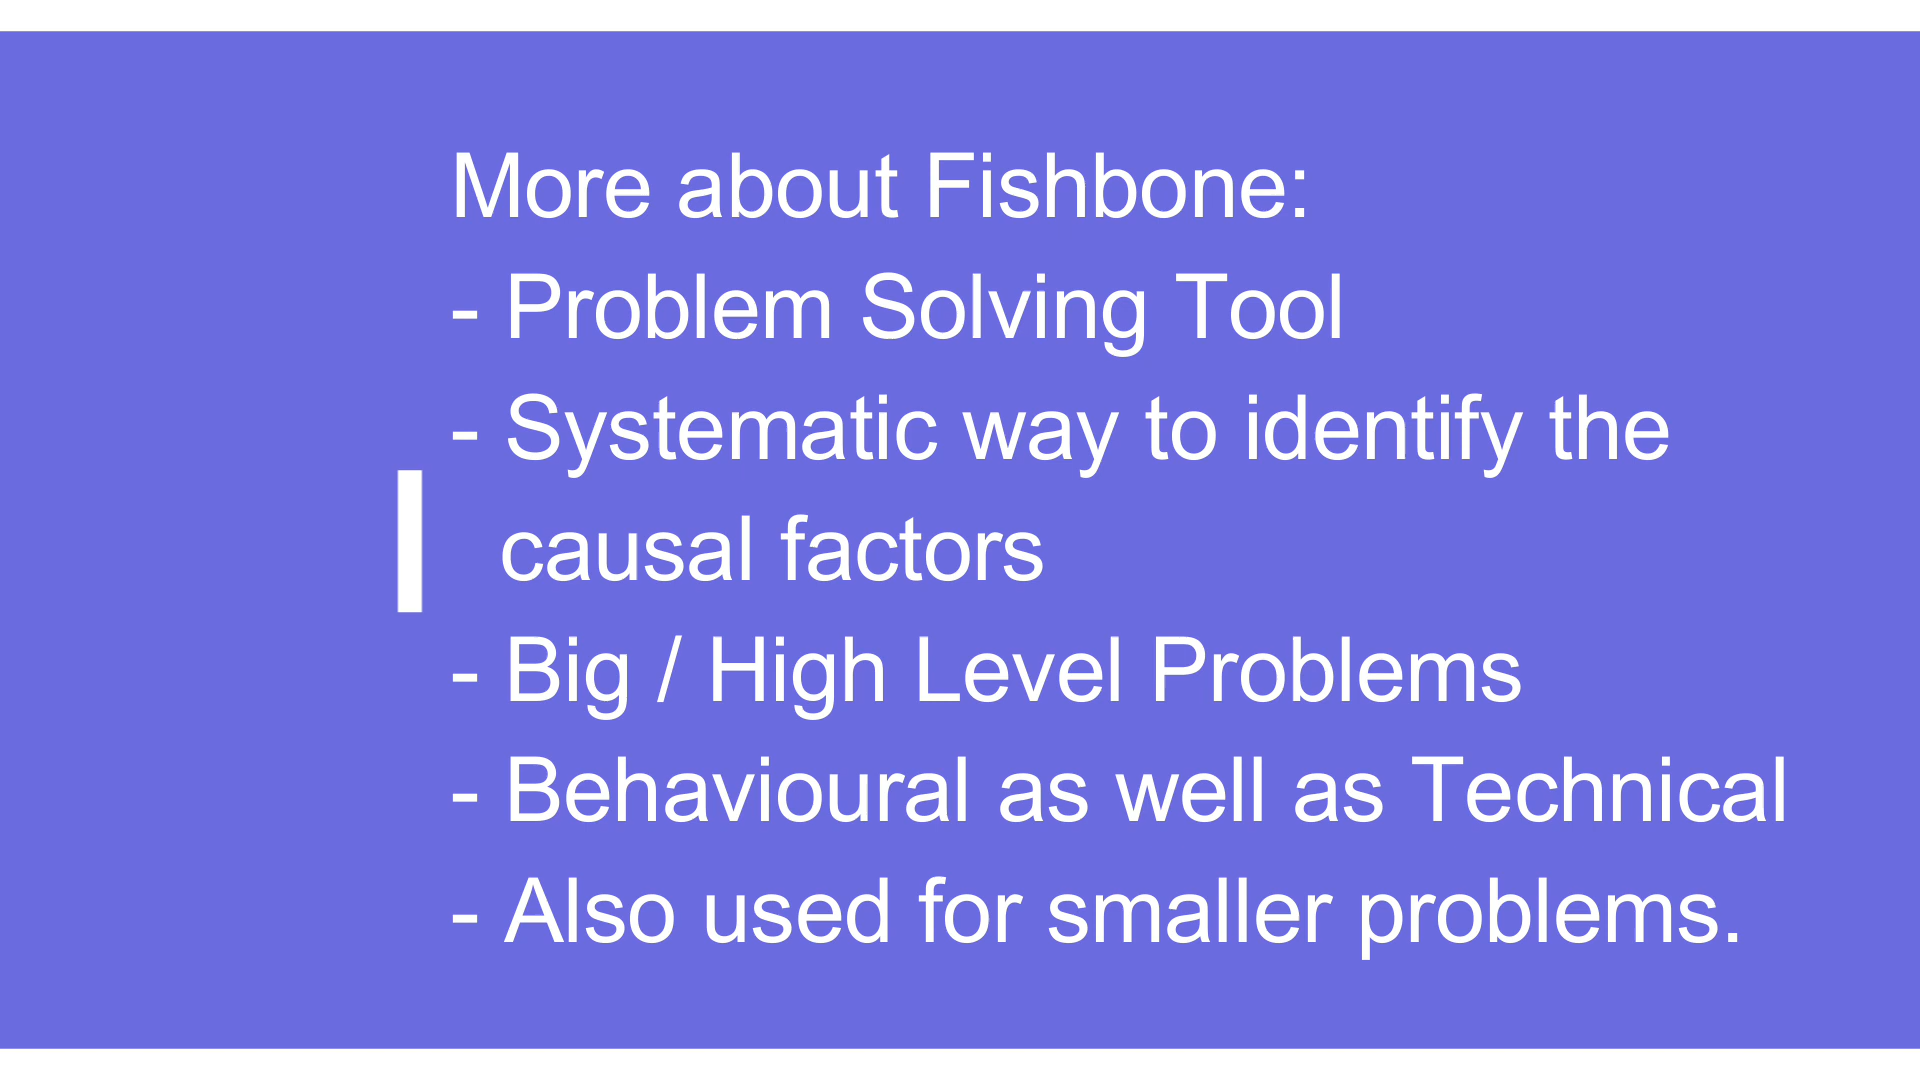 More about Fishbone:
- Problem Solving Tool
- Systematic way to identify the
causal factors
- Big / High Level Problems
- Behavioural as well as Technical
- Also used for smaller problems.